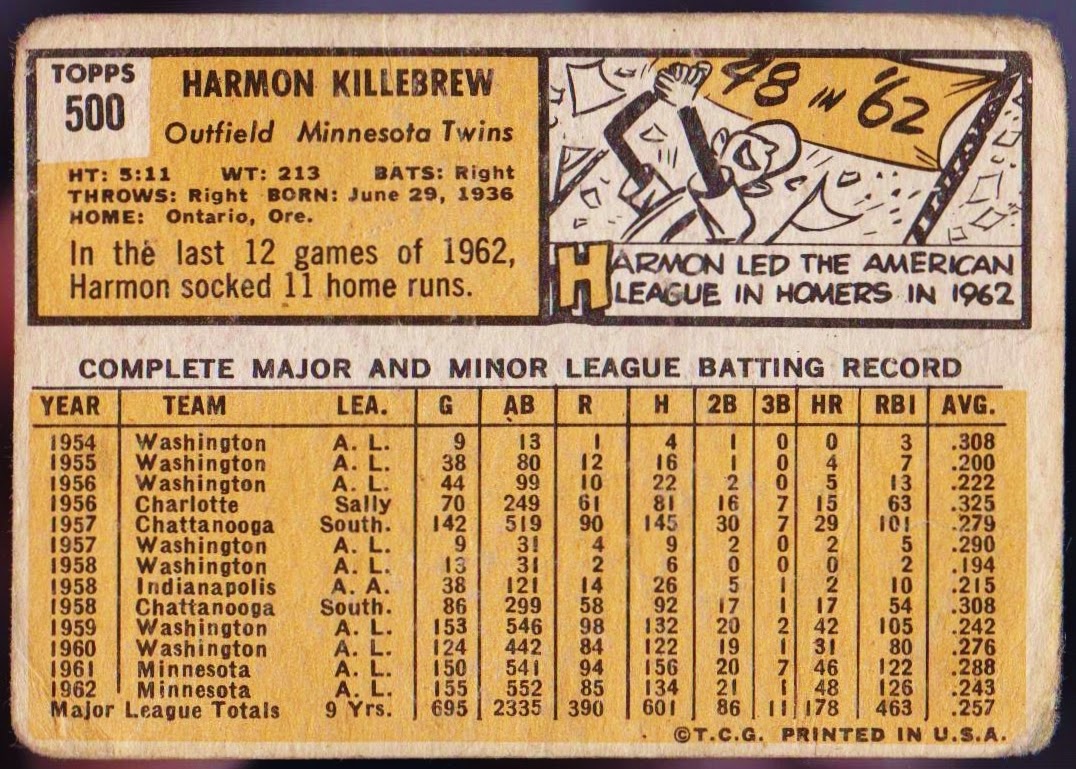 TOPPS
500
HARMON KILLEBREW
Outfield Minnesota Twins
HT: 5:11 WT: 213 BATS: Right
THROWS: Right BORN: June 29, 1936
HOME: Ontario, Ore.
In the last 12 games of 1962,
Harmon socked 11 home runs.
48 IN '62
HARMON LED THE AMERICAN
LEAGUE IN HOMERS IN 1962
COMPLETE MAJOR AND MINOR LEAGUE BATTING RECORD
YEAR TEAM LEA. G AB R H 2B 3B HR RBI AVG.
1954 Washington A. L. 9 13 1 4 1 0 0 3 .308
1955 Washington A. L. 38 80 12 16 1 0 4 7 .200
1956 Washington A. L. 44 99 10 22 2 0 5 13 .222
1956 Charlotte Sally 70 249 61 81 16 7 15 63 .325
1957 Chattanooga South. 142 519 90 145 30 7 29 101 .279
1957 Washington A. L. 9 31 4 9 2 0 2 5 .290
1958 Washington A. L. 13 31 2 6 0 0 0 2 .194
1958 Indianapolis A. A. 38 121 14 26 5 1 2 10 .215
1958 Chattanooga South. 86 299 58 92 17 1 17 54 .308
1959 Washington A. L. 153 546 98 132 20 2 42 105 .242
1960 Washington A. L. 124 442 84 122 19 1 31 80 .276
1961 Minnesota A. L. 150 541 94 156 20 7 46 122 .288
1962 Minnesota A. L. 155 552 85 134 21 1 48 126 .243
Major League Totals 9 Yrs. 695 2335 390 601 86 11 178 463 .257
©T.C.G. PRINTED IN U.S.A.